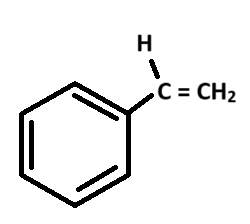 H
C = CH₂